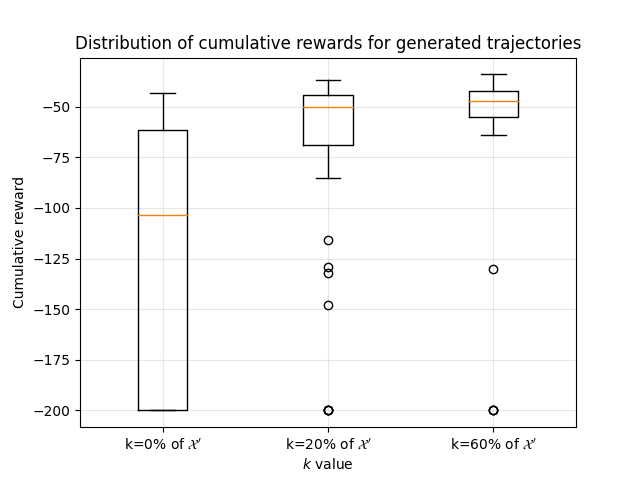 Distribution of cumulative rewards for generated trajectories
Cumulative reward
−50
−75
−100
−125
−150
−175
−200
k=0% of 𝒳′
k=20% of 𝒳′
k=60% of 𝒳′
k value